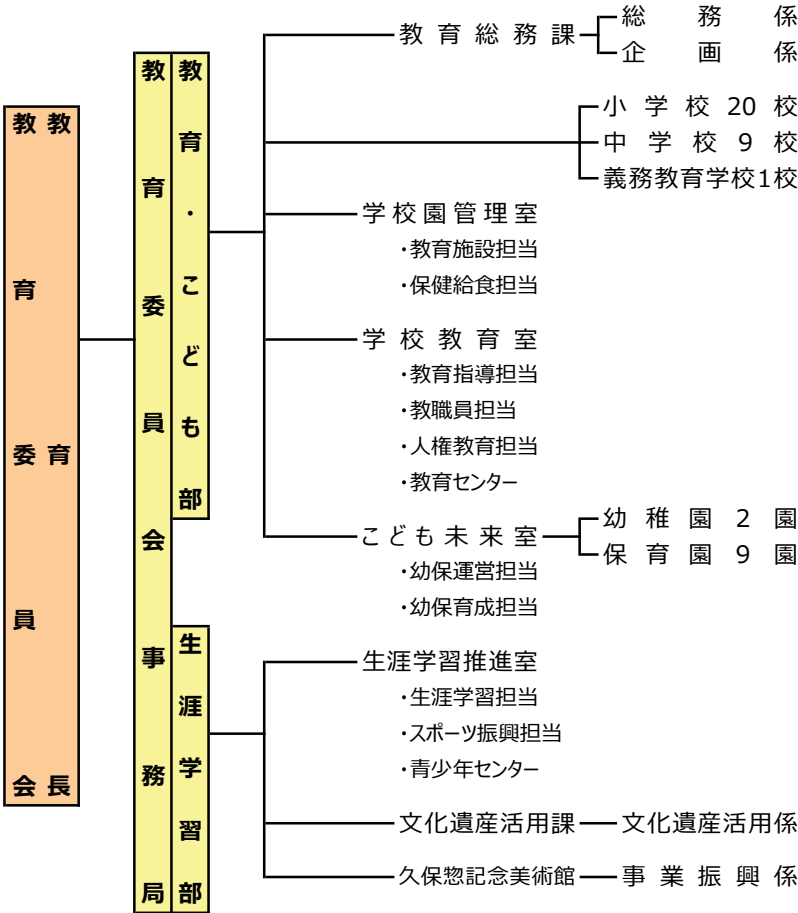 教育委員会
教育長
教育委員会事務局
教育・こども部
教育総務課
総務係
企画係
小学校20校
中学校9校
義務教育学校1校
学校園管理室
・教育施設担当
・保健給食担当
学校教育室
・教育指導担当
・教職員担当
・人権教育担当
・教育センター
こども未来室
幼稚園2園
保育園9園
・幼保運営担当
・幼保育成担当
生涯学習部
生涯学習推進室
・生涯学習担当
・スポーツ振興担当
・青少年センター
文化遺産活用課
文化遺産活用係
久保惣記念美術館
事業振興係